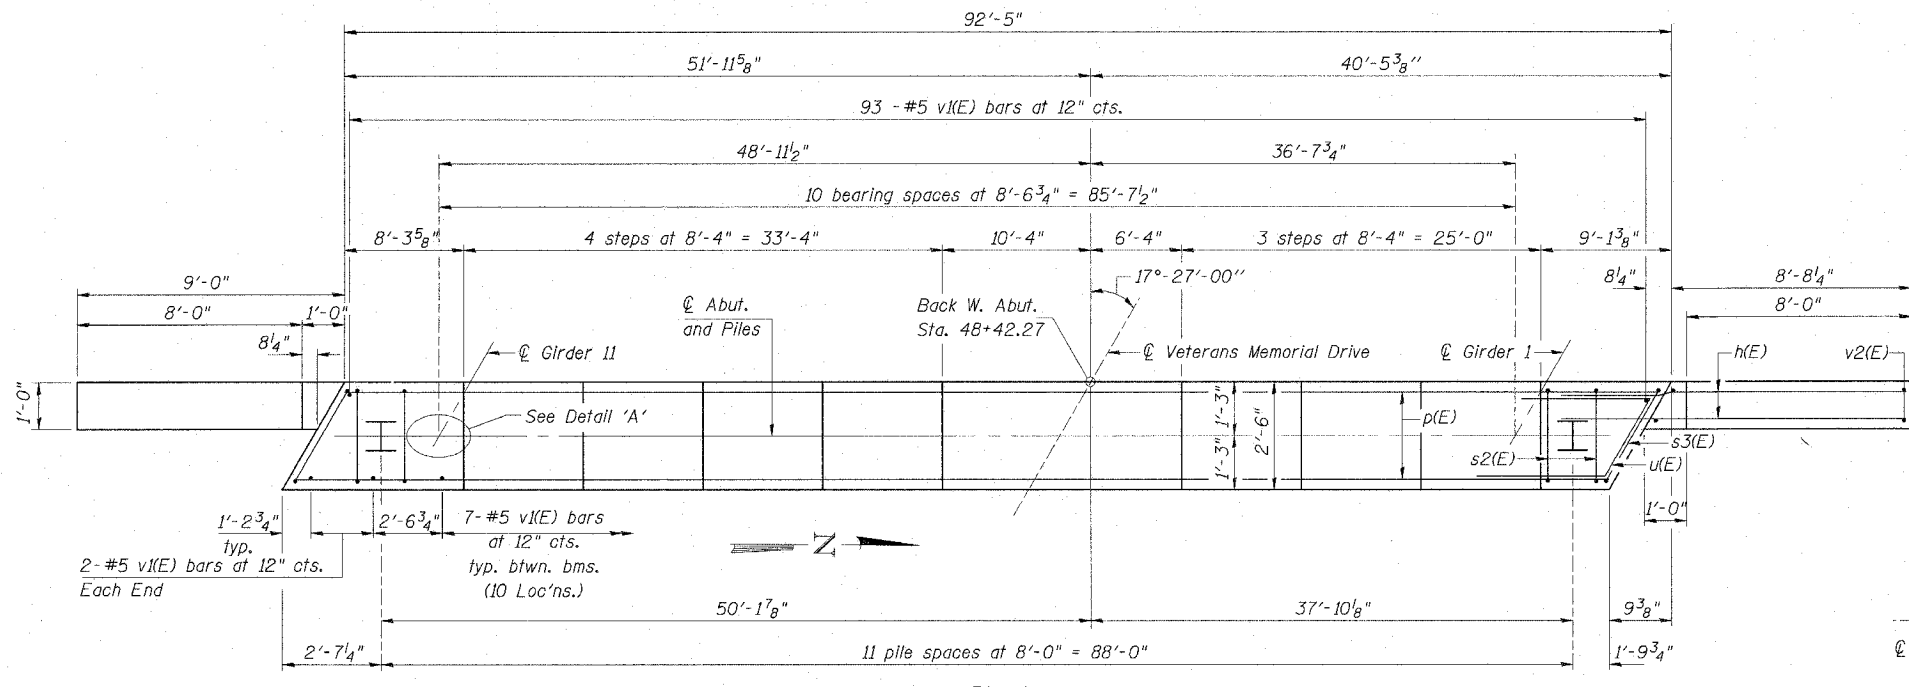 92'-5"
51'-11⅝"
40'-5⅜"
93 -#5 v1(E) bars at 12" cts.
48'-11½"
36'-7¾"
10 bearing spaces at 8'-6¾" = 85'-7½"
8'-3⅝"
4 steps at 8'-4" = 33'-4"
10'-4"
6'-4"
3 steps at 8'-4" = 25'-0"
9'-1⅜"
9'-0"
17°-27'-00"
8¼"
8'-8¼"
8'-0"
1'-0"
℄ Abut.
and Piles
Back W. Abut.
Sta. 48+42.27
8'-0"
8¼"
℄ Girder 11
℄ Veterans Memorial Drive
℄ Girder 1
h(E)
v2(E)
1'-0"
See Detail 'A'
1'-3"
1'-3"
2'-6"
p(E)
s2(E)
s3(E)
u(E)
1'-0"
1'-2¾"
typ.
2'-6¾"
7-#5 v1(E) bars
at 12" cts.
typ. btwn. bms.
(10 Loc'ns.)
N
2-#5 v1(E) bars at 12" cts.
Each End
50'-1⅞"
37'-10⅛"
9⅜"
2'-7¼"
11 pile spaces at 8'-0" = 88'-0"
1'-9¾"
℄